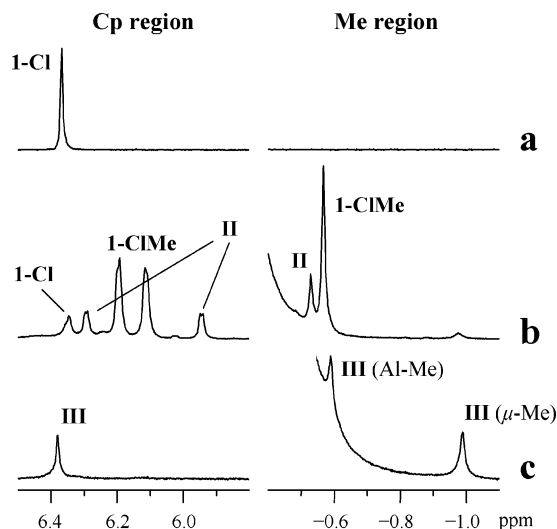 Cp region Me region
1-Cl
a
1-ClMe
II
1-ClMe
II
1-Cl
b
III (Al-Me)
III
III (μ-Me)
c
6.4 6.2 6.0 −0.6 −0.8 −1.0 ppm